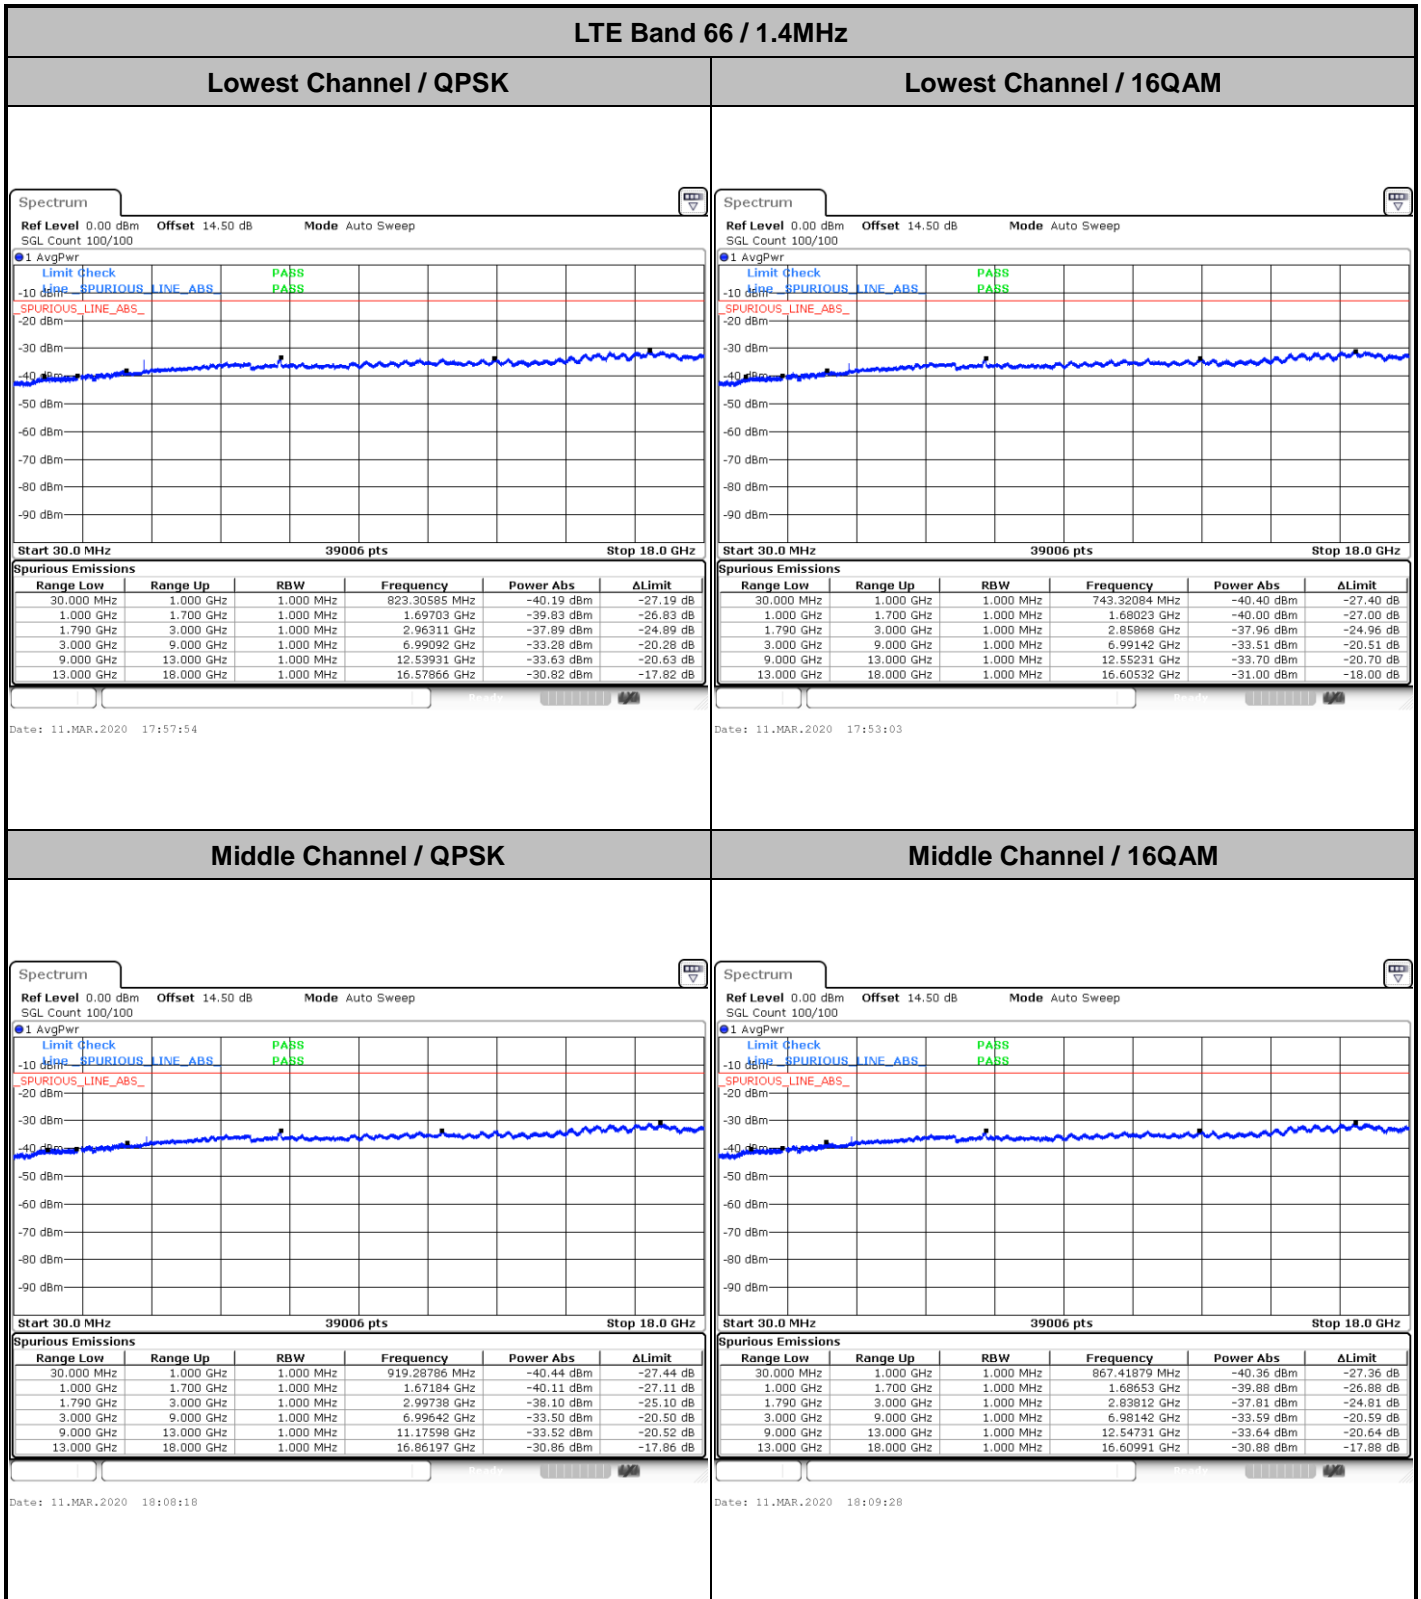 LTE Band 66 / 1.4MHz
Lowest Channel / QPSK
Lowest Channel / 16QAM
Spectrum
Ref Level 0.00 dBm Offset 14.50 dB Mode Auto Sweep
SGL Count 100/100
1 AvgPwr
Limit Check PASS
Line _SPURIOUS_LINE_ABS_ PASS
-10 dBm
_SPURIOUS_LINE_ABS_
-20 dBm
-30 dBm
-40 dBm
-50 dBm
-60 dBm
-70 dBm
-80 dBm
-90 dBm
Start 30.0 MHz 39006 pts Stop 18.0 GHz
Spurious Emissions
Range Low Range Up RBW Frequency Power Abs ΔLimit
30.000 MHz 1.000 GHz 1.000 MHz 823.30585 MHz -40.19 dBm -27.19 dB
1.000 GHz 1.700 GHz 1.000 MHz 1.69703 GHz -39.83 dBm -26.83 dB
1.790 GHz 3.000 GHz 1.000 MHz 2.96311 GHz -37.89 dBm -24.89 dB
3.000 GHz 9.000 GHz 1.000 MHz 6.99092 GHz -33.28 dBm -20.28 dB
9.000 GHz 13.000 GHz 1.000 MHz 12.53931 GHz -33.63 dBm -20.63 dB
13.000 GHz 18.000 GHz 1.000 MHz 16.57866 GHz -30.82 dBm -17.82 dB
Ready
Date: 11.MAR.2020 17:57:54
Spectrum
Ref Level 0.00 dBm Offset 14.50 dB Mode Auto Sweep
SGL Count 100/100
1 AvgPwr
Limit Check PASS
Line _SPURIOUS_LINE_ABS_ PASS
-10 dBm
_SPURIOUS_LINE_ABS_
-20 dBm
-30 dBm
-40 dBm
-50 dBm
-60 dBm
-70 dBm
-80 dBm
-90 dBm
Start 30.0 MHz 39006 pts Stop 18.0 GHz
Spurious Emissions
Range Low Range Up RBW Frequency Power Abs ΔLimit
30.000 MHz 1.000 GHz 1.000 MHz 743.32084 MHz -40.40 dBm -27.40 dB
1.000 GHz 1.700 GHz 1.000 MHz 1.68023 GHz -40.00 dBm -27.00 dB
1.790 GHz 3.000 GHz 1.000 MHz 2.85868 GHz -37.96 dBm -24.96 dB
3.000 GHz 9.000 GHz 1.000 MHz 6.99142 GHz -33.51 dBm -20.51 dB
9.000 GHz 13.000 GHz 1.000 MHz 12.55231 GHz -33.70 dBm -20.70 dB
13.000 GHz 18.000 GHz 1.000 MHz 16.60532 GHz -31.00 dBm -18.00 dB
Ready
Date: 11.MAR.2020 17:53:03
Middle Channel / QPSK
Middle Channel / 16QAM
Spectrum
Ref Level 0.00 dBm Offset 14.50 dB Mode Auto Sweep
SGL Count 100/100
1 AvgPwr
Limit Check PASS
Line _SPURIOUS_LINE_ABS_ PASS
-10 dBm
_SPURIOUS_LINE_ABS_
-20 dBm
-30 dBm
-40 dBm
-50 dBm
-60 dBm
-70 dBm
-80 dBm
-90 dBm
Start 30.0 MHz 39006 pts Stop 18.0 GHz
Spurious Emissions
Range Low Range Up RBW Frequency Power Abs ΔLimit
30.000 MHz 1.000 GHz 1.000 MHz 919.28786 MHz -40.44 dBm -27.44 dB
1.000 GHz 1.700 GHz 1.000 MHz 1.67184 GHz -40.11 dBm -27.11 dB
1.790 GHz 3.000 GHz 1.000 MHz 2.99738 GHz -38.10 dBm -25.10 dB
3.000 GHz 9.000 GHz 1.000 MHz 6.99642 GHz -33.50 dBm -20.50 dB
9.000 GHz 13.000 GHz 1.000 MHz 11.17598 GHz -33.52 dBm -20.52 dB
13.000 GHz 18.000 GHz 1.000 MHz 16.86197 GHz -30.86 dBm -17.86 dB
Ready
Date: 11.MAR.2020 18:08:18
Spectrum
Ref Level 0.00 dBm Offset 14.50 dB Mode Auto Sweep
SGL Count 100/100
1 AvgPwr
Limit Check PASS
Line _SPURIOUS_LINE_ABS_ PASS
-10 dBm
_SPURIOUS_LINE_ABS_
-20 dBm
-30 dBm
-40 dBm
-50 dBm
-60 dBm
-70 dBm
-80 dBm
-90 dBm
Start 30.0 MHz 39006 pts Stop 18.0 GHz
Spurious Emissions
Range Low Range Up RBW Frequency Power Abs ΔLimit
30.000 MHz 1.000 GHz 1.000 MHz 867.41879 MHz -40.36 dBm -27.36 dB
1.000 GHz 1.700 GHz 1.000 MHz 1.68653 GHz -39.88 dBm -26.88 dB
1.790 GHz 3.000 GHz 1.000 MHz 2.83812 GHz -37.81 dBm -24.81 dB
3.000 GHz 9.000 GHz 1.000 MHz 6.98142 GHz -33.59 dBm -20.59 dB
9.000 GHz 13.000 GHz 1.000 MHz 12.54731 GHz -33.64 dBm -20.64 dB
13.000 GHz 18.000 GHz 1.000 MHz 16.60991 GHz -30.88 dBm -17.88 dB
Ready
Date: 11.MAR.2020 18:09:28